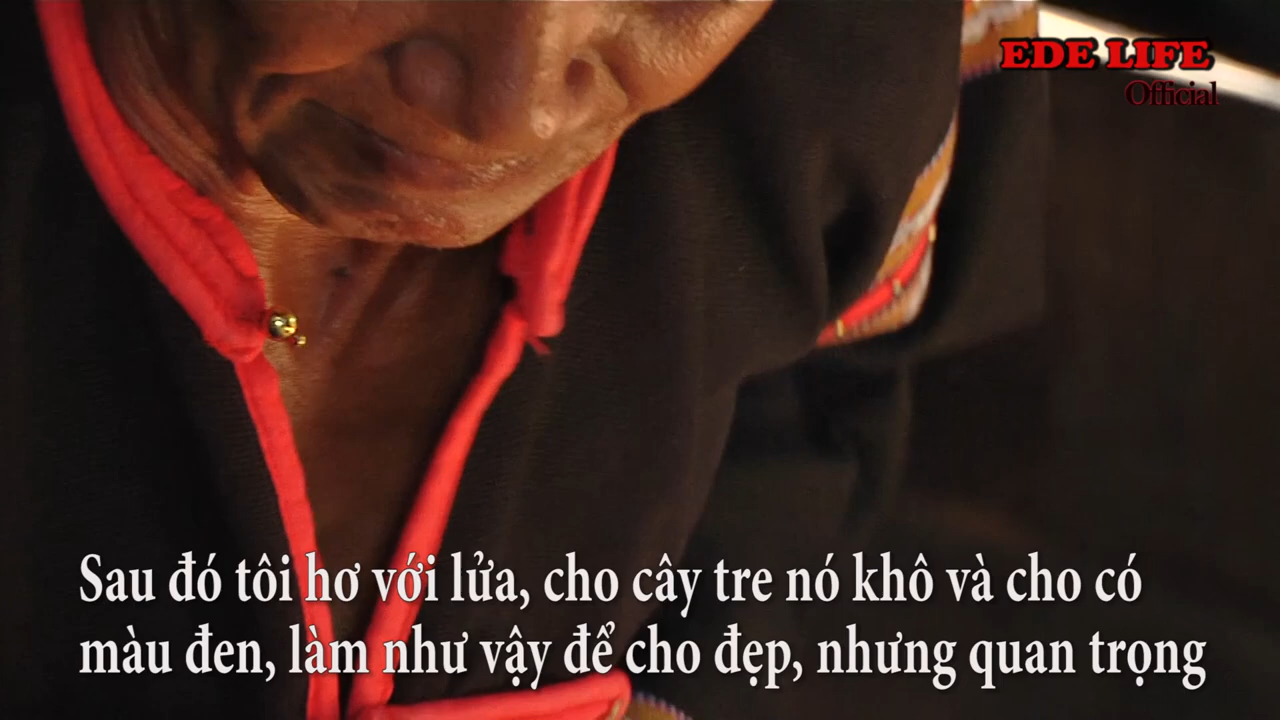 EDE LIFE
Official
Sau đó tôi hơ với lửa, cho cây tre nó khô và cho có
màu đen, làm như vậy để cho đẹp, nhưng quan trọng